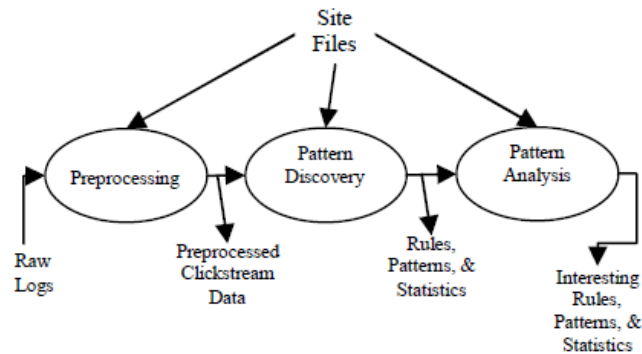 Site
Files
Preprocessing
Pattern
Discovery
Pattern
Analysis
Raw
Logs
Preprocessed
Clickstream
Data
Rules,
Patterns, &
Statistics
Interesting
Rules,
Patterns, &
Statistics